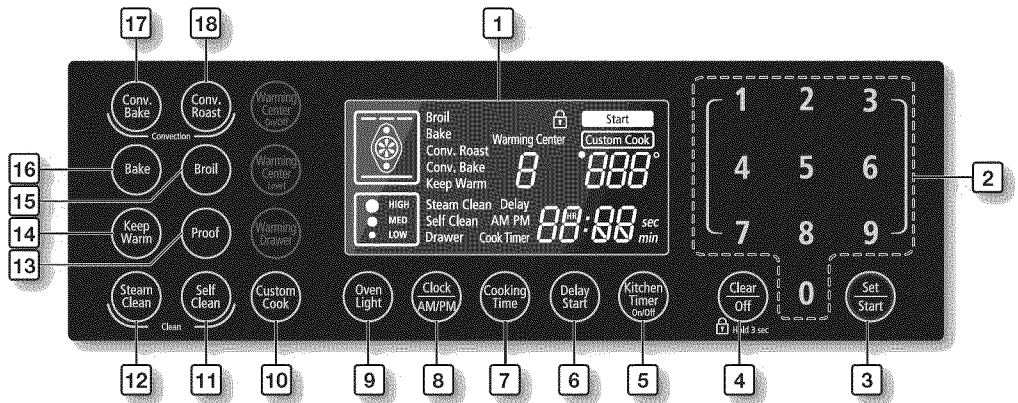 17
18
1
Conv. Bake
Conv. Roast
Warming Center On/Off
Convection
Broil
Bake
Conv. Roast
Conv. Bake
Keep Warm
Warming Center
Start
Custom Cook
8
°888°
HIGH
MED
LOW
Steam Clean Delay
Self Clean AM PM
Drawer Cook Timer
HR
88:88
sec
min
1 2 3
4 5 6
7 8 9
0
2
16
Bake
Broil
Warming Center Level
15
14
Keep Warm
Proof
Warming Drawer
13
Steam Clean
Self Clean
Clean
Custom Cook
Oven Light
Clock AM/PM
Cooking Time
Delay Start
Kitchen Timer On/Off
Clear Off
Hold 3 sec
Set Start
12
11
10
9
8
7
6
5
4
3